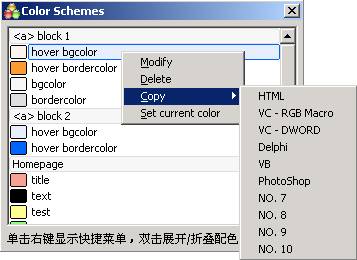 Color Schemes
<a> block 1
hover bgcolor
hover bordercolor
bgcolor
bordercolor
<a> block 2
hover bgcolor
hover bordercolor
Homepage
title
text
test
单击右键显示快捷菜单，双击展开/折叠配色
Modify
Delete
Copy
Set current color
HTML
VC - RGB Macro
VC - DWORD
Delphi
VB
PhotoShop
NO. 7
NO. 8
NO. 9
NO. 10